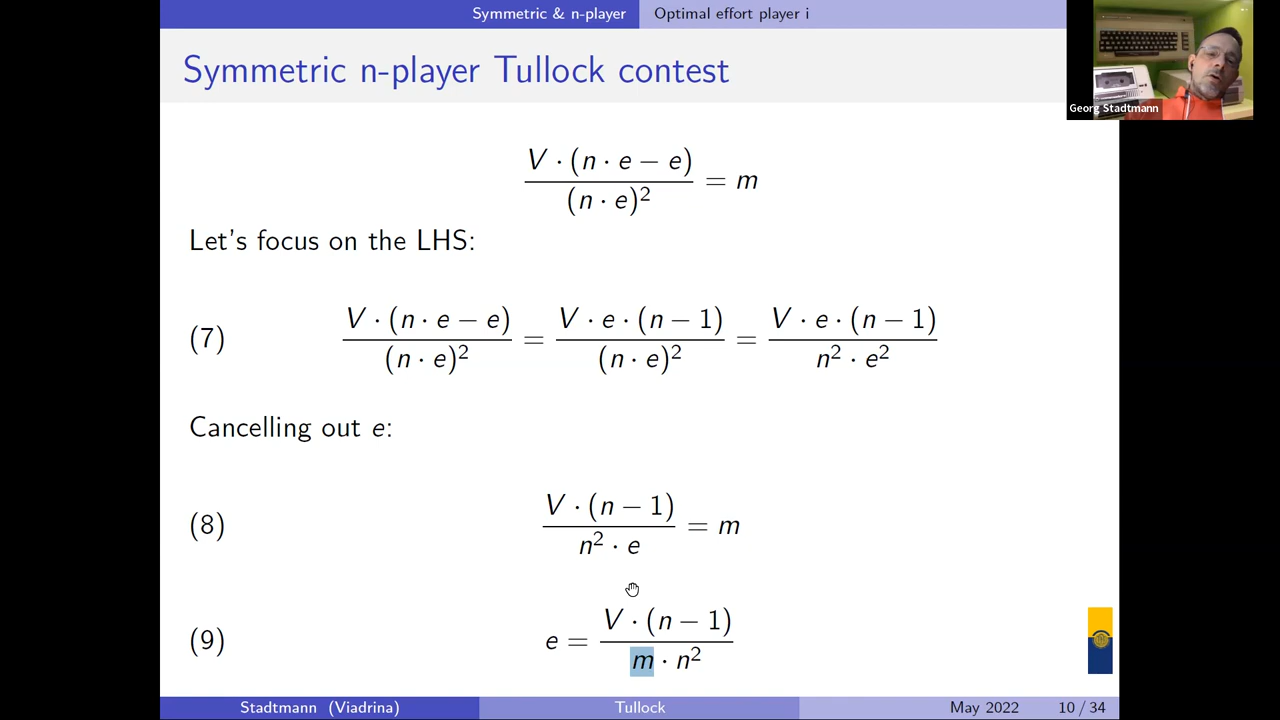 Symmetric & n-player Optimal effort player i
Symmetric n-player Tullock contest
Georg Stadtmann
V · (n · e − e) / (n · e)² = m
Let's focus on the LHS:
(7) V · (n · e − e) / (n · e)² = V · e · (n − 1) / (n · e)² = V · e · (n − 1) / n² · e²
Cancelling out e:
(8) V · (n − 1) / n² · e = m
(9) e = V · (n − 1) / m · n²
Stadtmann (Viadrina) Tullock May 2022 10 / 34